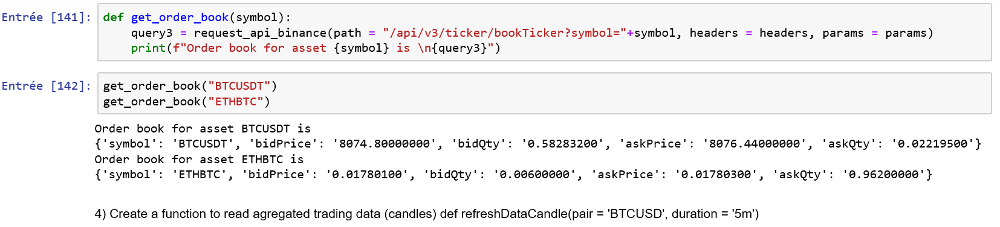 Entrée [141]: def get_order_book(symbol):
    query3 = request_api_binance(path = "/api/v3/ticker/bookTicker?symbol="+symbol, headers = headers, params = params)
    print(f"Order book for asset {symbol} is \n{query3}")
Entrée [142]: get_order_book("BTCUSDT")
get_order_book("ETHBTC")
Order book for asset BTCUSDT is
{'symbol': 'BTCUSDT', 'bidPrice': '8074.80000000', 'bidQty': '0.58283200', 'askPrice': '8076.44000000', 'askQty': '0.02219500'}
Order book for asset ETHBTC is
{'symbol': 'ETHBTC', 'bidPrice': '0.01780100', 'bidQty': '0.00600000', 'askPrice': '0.01780300', 'askQty': '0.96200000'}
4) Create a function to read agregated trading data (candles) def refreshDataCandle(pair = 'BTCUSD', duration = '5m')